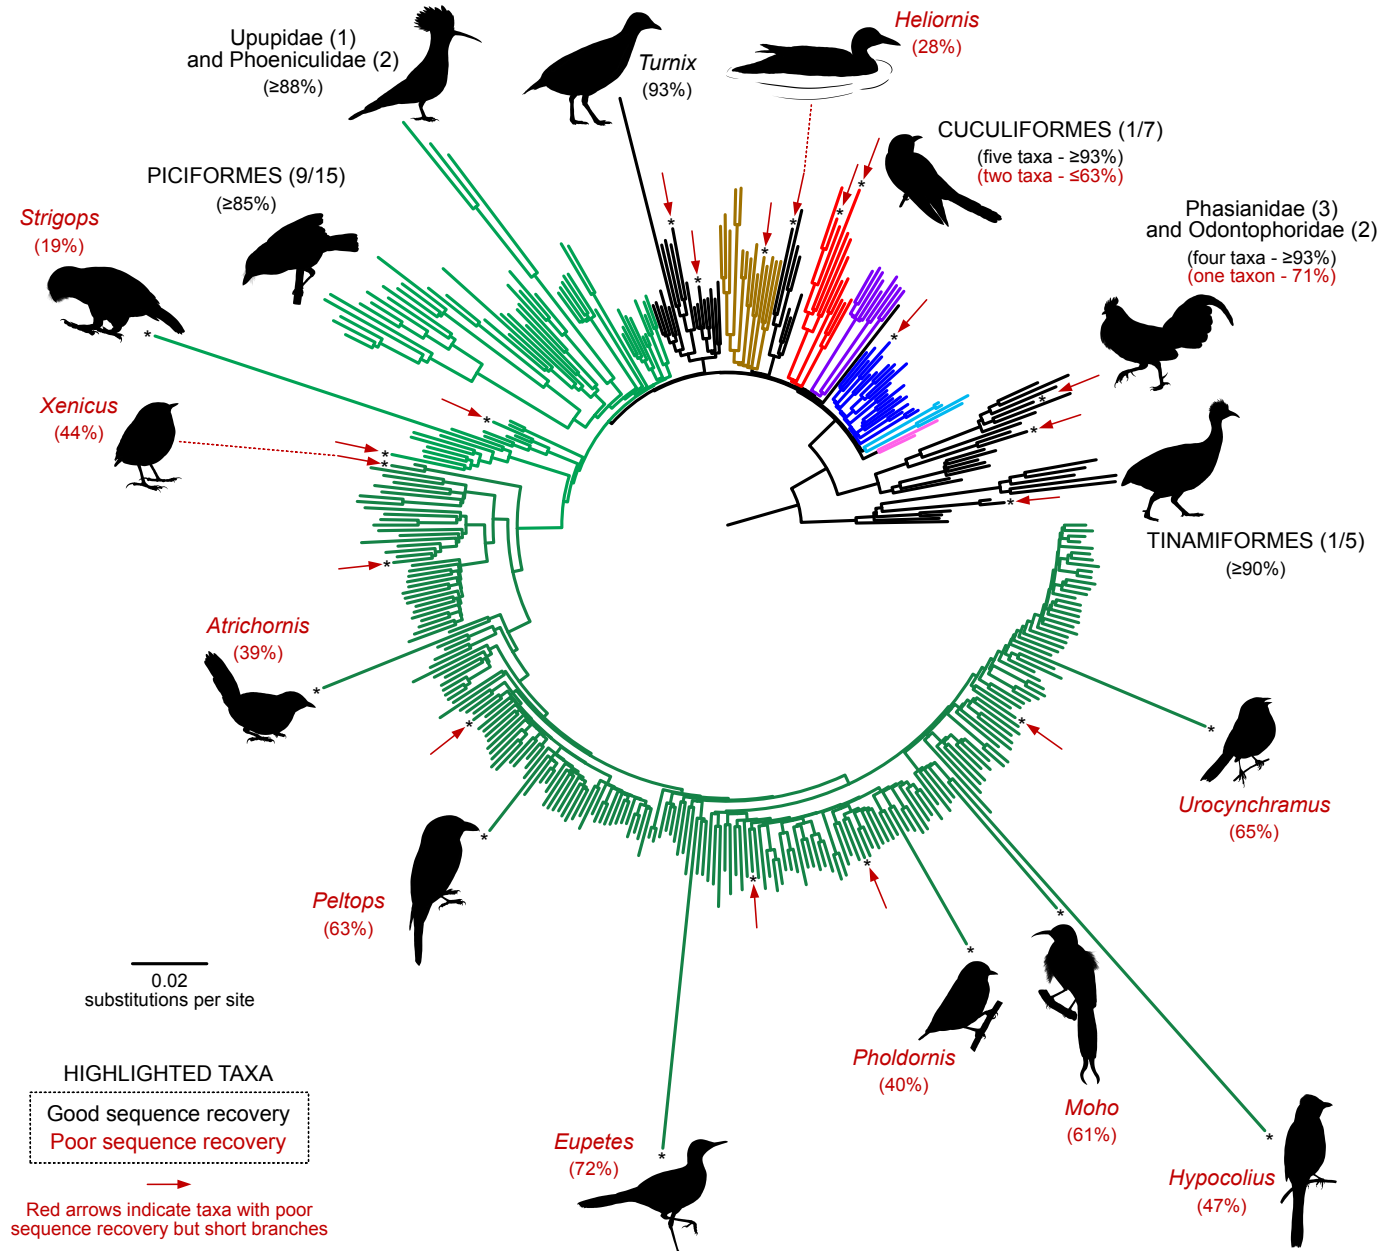 Upupidae (1)
and Phoeniculidae (2)
(≥88%)
Turnix
(93%)
Heliornis
(28%)
CUCULIFORMES (1/7)
(five taxa - ≥93%)
(two taxa - ≤63%)
PICIFORMES (9/15)
(≥85%)
Phasianidae (3)
and Odontophoridae (2)
(four taxa - ≥93%)
(one taxon - 71%)
Strigops
(19%)
Xenicus
(44%)
TINAMIFORMES (1/5)
(≥90%)
Atrichornis
(39%)
Urocynchramus
(65%)
Peltops
(63%)
0.02
substitutions per site
Pholdornis
(40%)
Moho
(61%)
Eupetes
(72%)
Hypocolius
(47%)
HIGHLIGHTED TAXA
Good sequence recovery
Poor sequence recovery
Red arrows indicate taxa with poor
sequence recovery but short branches